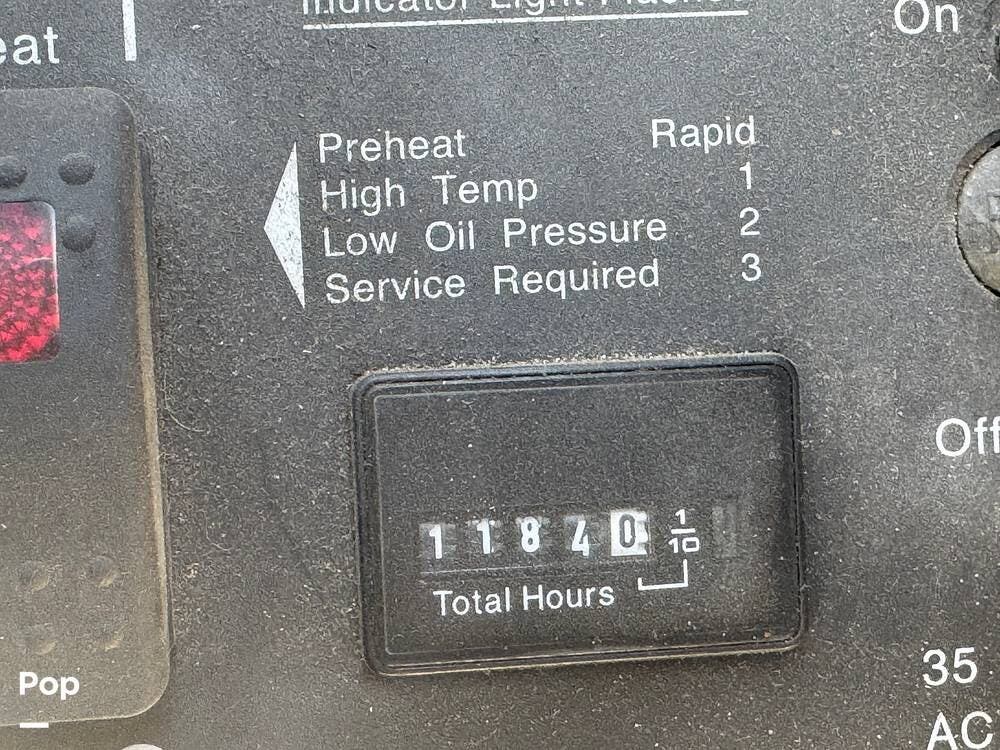 Indicator Light Flashes
On
eat
Preheat Rapid
High Temp 1
Low Oil Pressure 2
Service Required 3
Off
1 1 8 4 0 1/10
Total Hours
35
AC
Pop